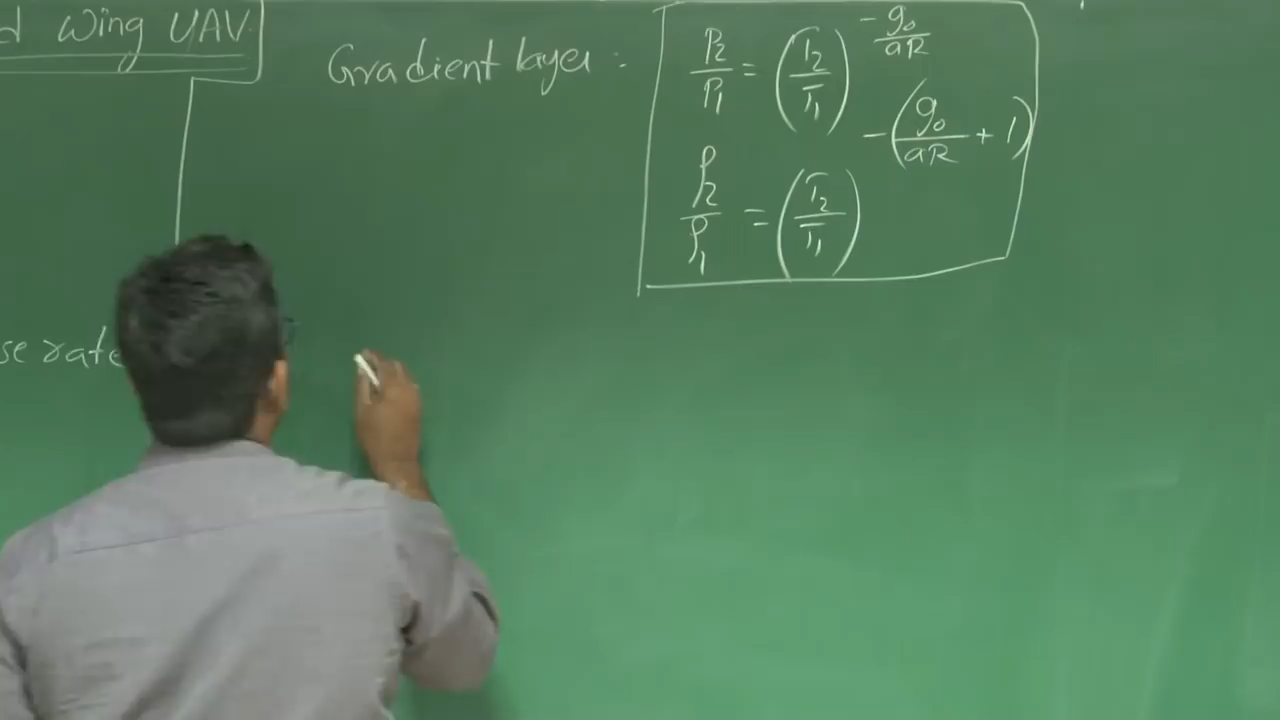 d Wing UAV
Gradient layer :
P₂/P₁ = (T₂/T₁)^(-g₀/aR)
ρ₂/ρ₁ = (T₂/T₁)^(-(g₀/aR + 1))
se rate